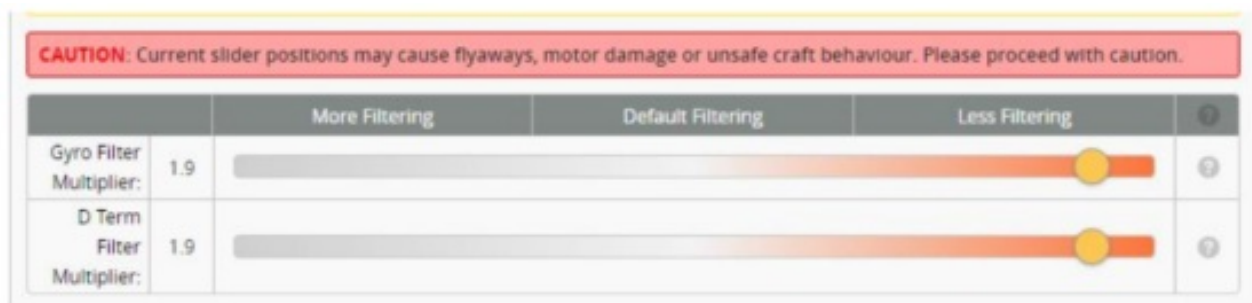 CAUTION: Current slider positions may cause flyaways, motor damage or unsafe craft behaviour. Please proceed with caution.
More Filtering Default Filtering Less Filtering ?
Gyro Filter
Multiplier:
1.9
?
D Term
Filter
Multiplier:
1.9
?